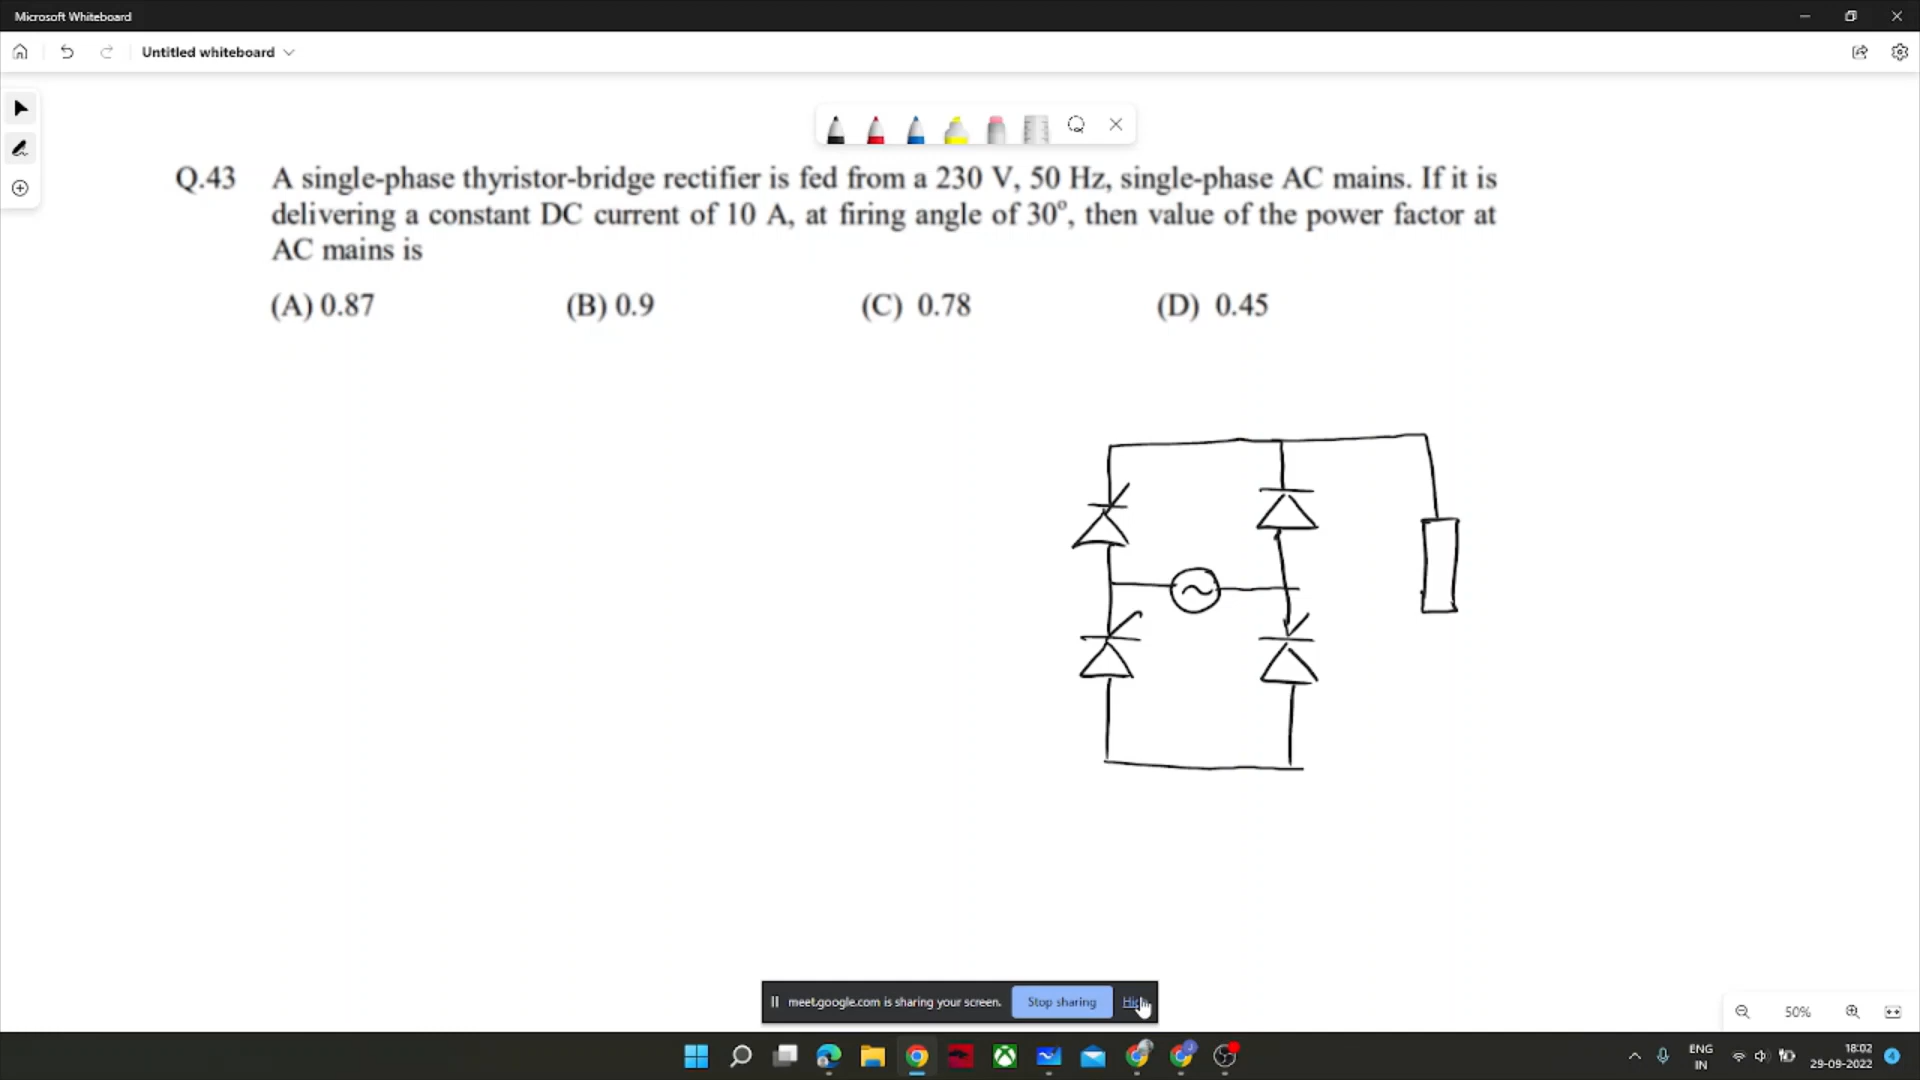 Microsoft Whiteboard
Untitled whiteboard
Q.43 A single-phase thyristor-bridge rectifier is fed from a 230 V, 50 Hz, single-phase AC mains. If it is
delivering a constant DC current of 10 A, at firing angle of 30°, then value of the power factor at
AC mains is
(A) 0.87 (B) 0.9 (C) 0.78 (D) 0.45
meet.google.com is sharing your screen. Stop sharing
50%
ENG
IN
18:02
29-09-2022
4